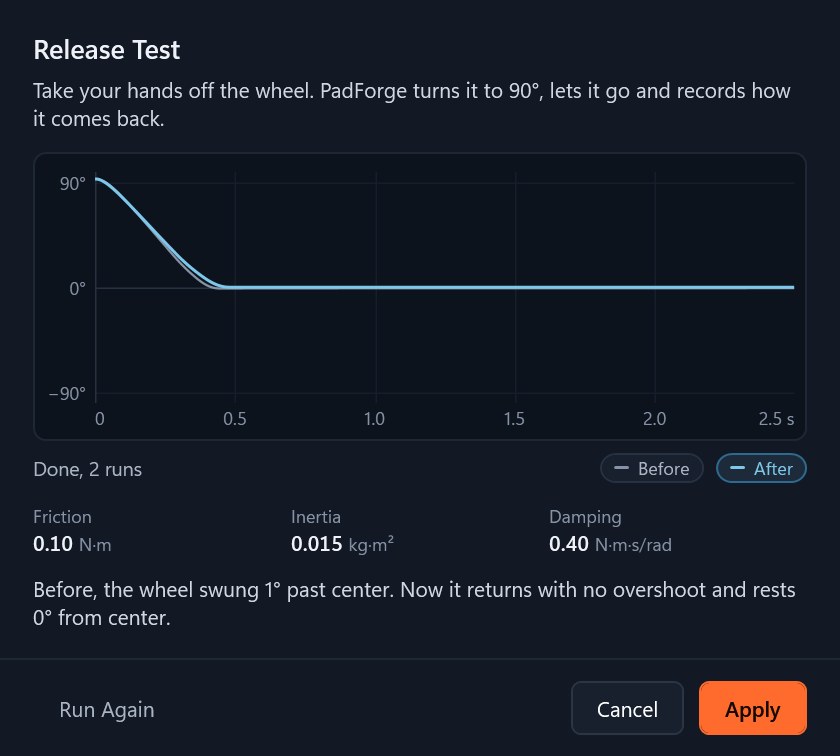 Release Test
Take your hands off the wheel. PadForge turns it to 90°, lets it go and records how
it comes back.
90°
0°
−90°
0 0.5 1.0 1.5 2.0 2.5 s
Done, 2 runs
Before After
Friction Inertia Damping
0.10 N·m 0.015 kg·m² 0.40 N·m·s/rad
Before, the wheel swung 1° past center. Now it returns with no overshoot and rests
0° from center.
Run Again Cancel Apply